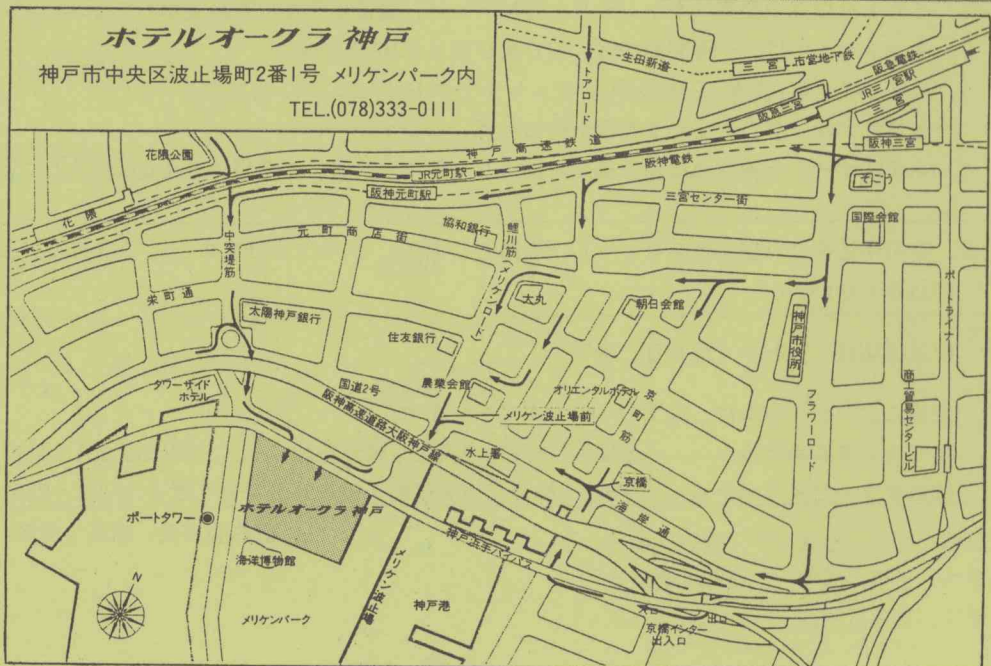 ホテルオークラ 神戸
神戸市中央区波止場町2番1号 メリケンパーク内
TEL.(078)333-0111
生田新道
三宮
市営地下鉄
阪急電鉄
トアロード
JR三ノ宮駅
阪急三宮
三宮
花隈公園
神戸高速鉄道
阪神三宮
JR元町駅
阪神電鉄
阪神元町駅
そごう
三宮センター街
花隈
国際会館
中突堤筋
元町商店街
協和銀行
鯉川筋(メリケンロード)
ポートライナ
栄町通
大丸
朝日会館
神戸市役所
太陽神戸銀行
住友銀行
タワーサイド
ホテル
国道2号
農業会館
オリエンタルホテル
京町筋
商工貿易センタービル
阪神高速道路大阪神戸線
メリケン波止場前
フラワーロード
水上署
京橋
海岸通
ホテルオークラ 神戸
ポートタワー
神戸浜手バイパス
海洋博物館
メリケン波止場
神戸港
N
メリケンパーク
入口
出口
京橋インター
出入口